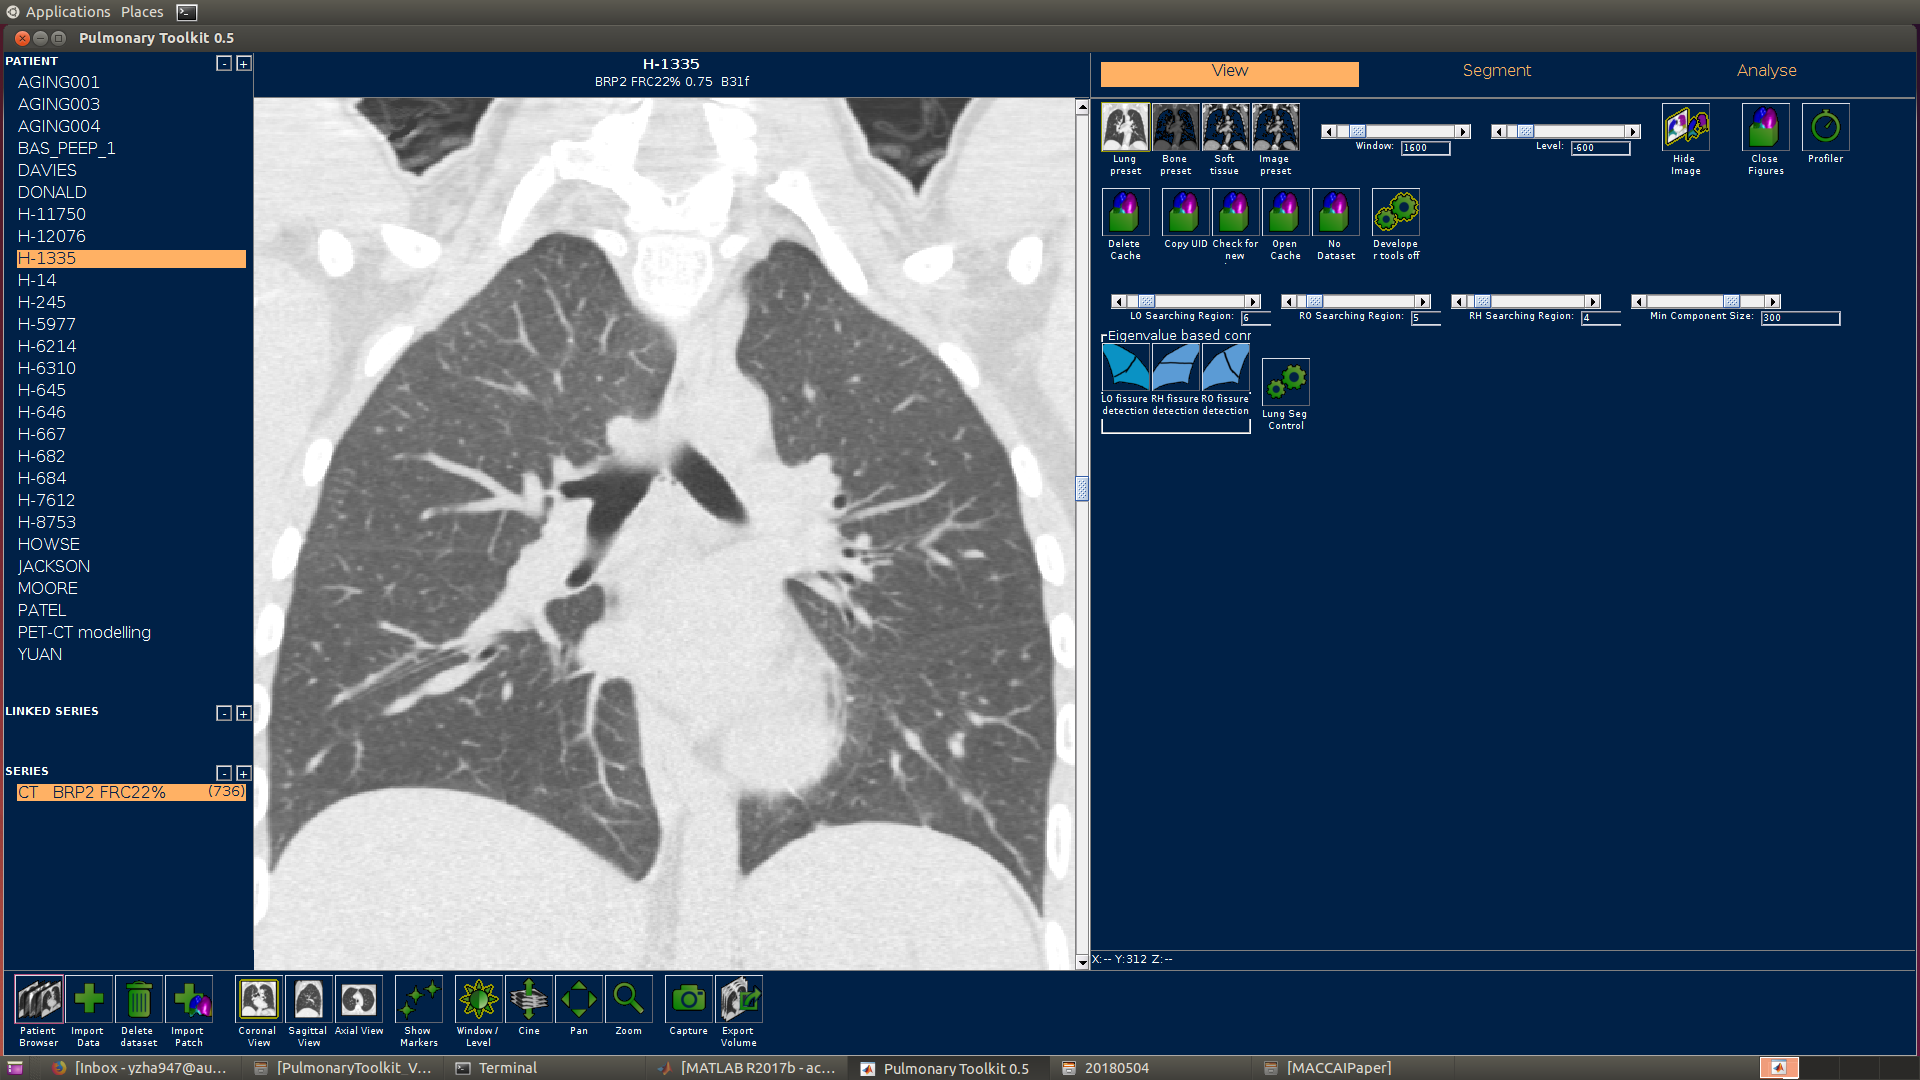 Applications Places
Pulmonary Toolkit 0.5
PATIENT - +
AGING001
AGING003
AGING004
BAS_PEEP_1
DAVIES
DONALD
H-11750
H-12076
H-1335
H-14
H-245
H-5977
H-6214
H-6310
H-645
H-646
H-667
H-682
H-684
H-7612
H-8753
HOWSE
JACKSON
MOORE
PATEL
PET-CT modelling
YUAN
LINKED SERIES - +
SERIES - +
CT BRP2 FRC22% (736)
H-1335
BRP2 FRC22% 0.75 B31f
View Segment Analyse
Lung preset
Bone preset
Soft tissue
Image preset
Window: 1600
Level: -600
Hide Image
Close Figures
Profiler
Delete Cache
Copy UID
Check for new
Open Cache
No Dataset
Develope
r tools off
LO Searching Region: 6
RO Searching Region: 5
RH Searching Region: 4
Min Component Size: 300
Eigenvalue based conr
LO fissure detection
RH fissure detection
RO fissure detection
Lung Seg Control
X:-- Y:312 Z:--
Patient Browser
Import Data
Delete dataset
Import Patch
Coronal View
Sagittal View
Axial View
Show Markers
Window / Level
Cine
Pan
Zoom
Capture
Export Volume
[Inbox - yzha947@au...
[PulmonaryToolkit_V...
Terminal
[MATLAB R2017b - ac...
Pulmonary Toolkit 0.5
20180504
[MACCAIPaper]